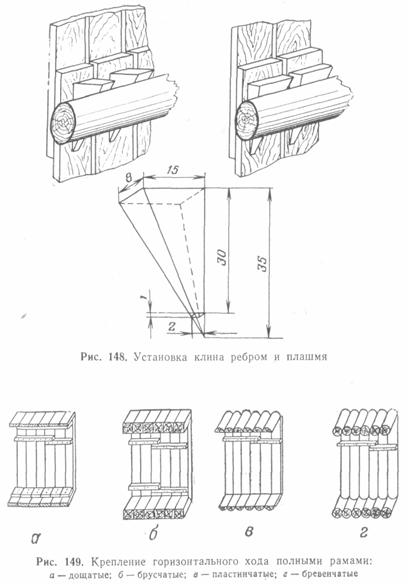 8
15
30
35
1
2
Рис. 148. Установка клина ребром и плашмя
а б в г
Рис. 149. Крепление горизонтального хода полными рамами:
а — дощатые; б — брусчатые; в — пластинчатые; г — бревенчатые